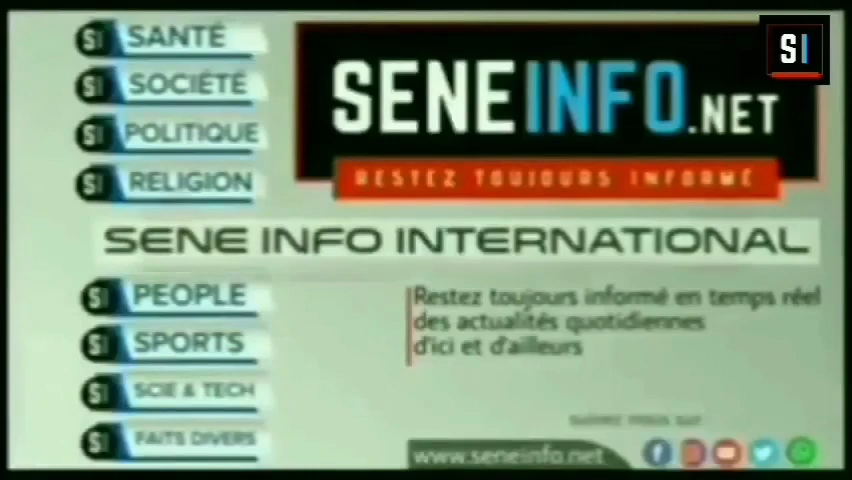 SI SANTÉ
SI SOCIÉTÉ
SI POLITIQUE
SI RELIGION
SENEINFO.NET
RESTEZ TOUJOURS INFORMÉ
SI
SENE INFO INTERNATIONAL
SI PEOPLE
SI SPORTS
SI SCIE & TECH
SI FAITS DIVERS
Restez toujours informé en temps réel
des actualités quotidiennes
d'ici et d'ailleurs
www.seneinfo.net